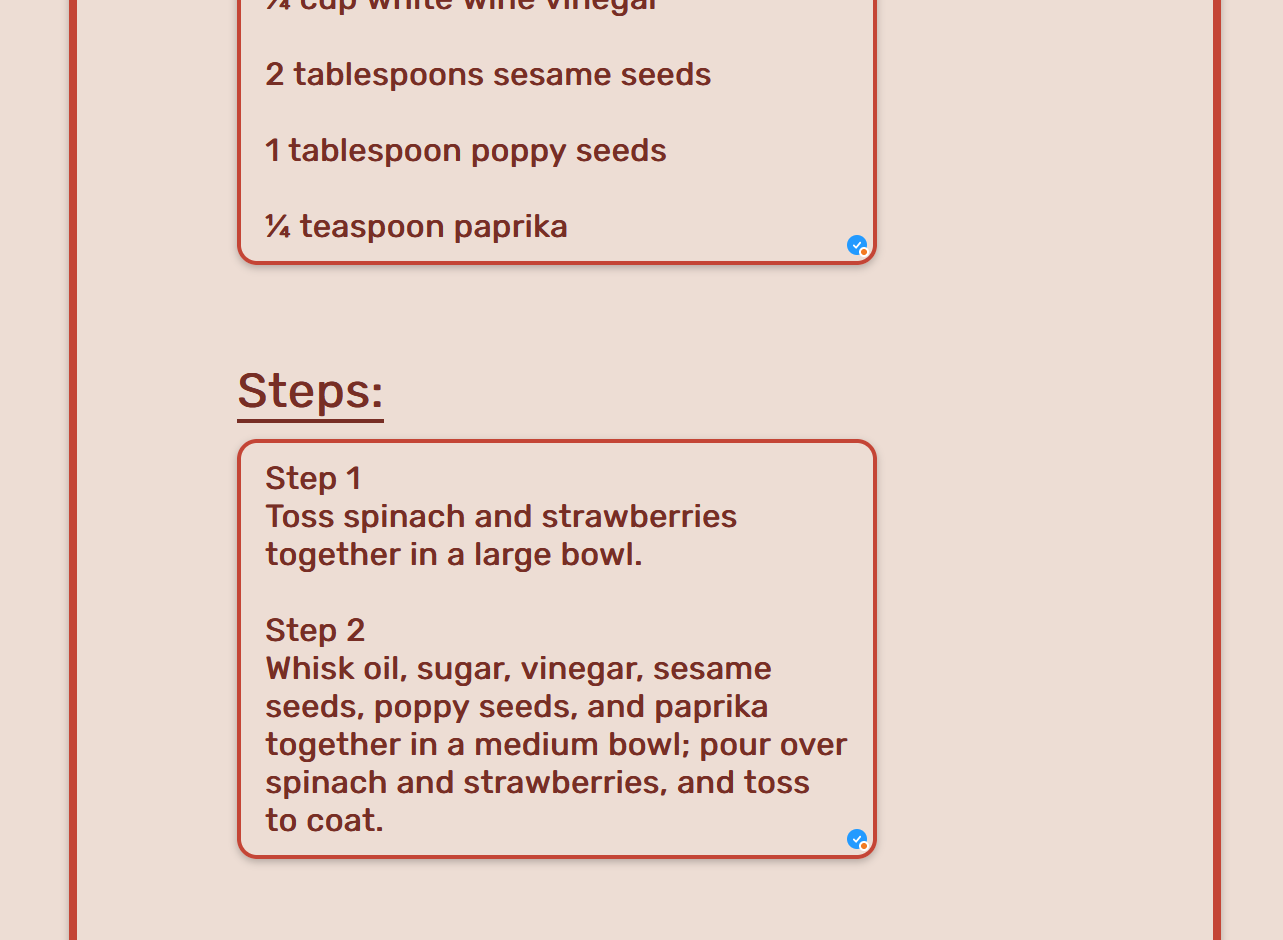 ¼ cup white wine vinegar
2 tablespoons sesame seeds
1 tablespoon poppy seeds
¼ teaspoon paprika
Steps:
Step 1
Toss spinach and strawberries
together in a large bowl.
Step 2
Whisk oil, sugar, vinegar, sesame
seeds, poppy seeds, and paprika
together in a medium bowl; pour over
spinach and strawberries, and toss
to coat.